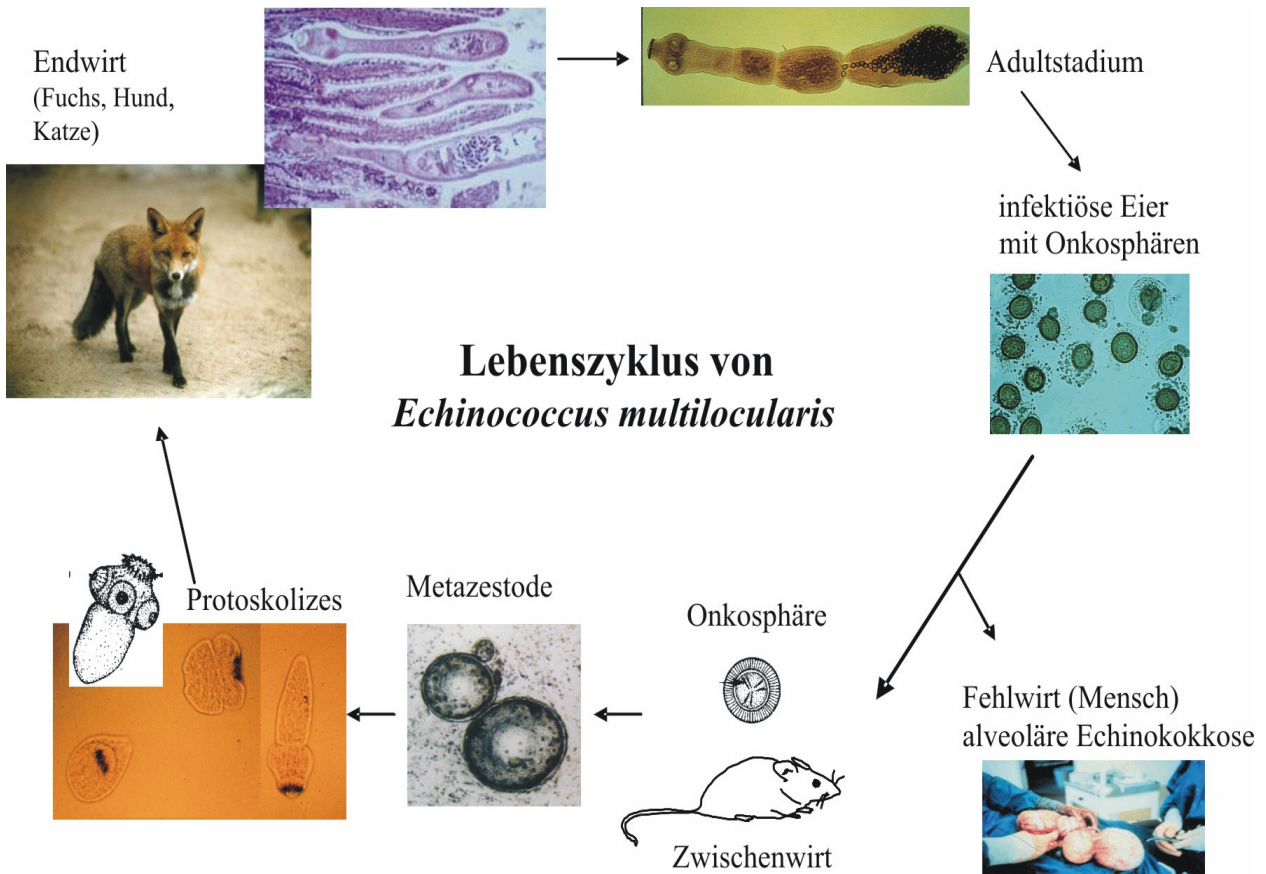 Endwirt
(Fuchs, Hund,
Katze)
Adultstadium
infektiöse Eier
mit Onkosphären
Lebenszyklus von
Echinococcus multilocularis
Protoskolizes
Metazestode
Onkosphäre
Fehlwirt (Mensch)
alveoläre Echinokokkose
Zwischenwirt